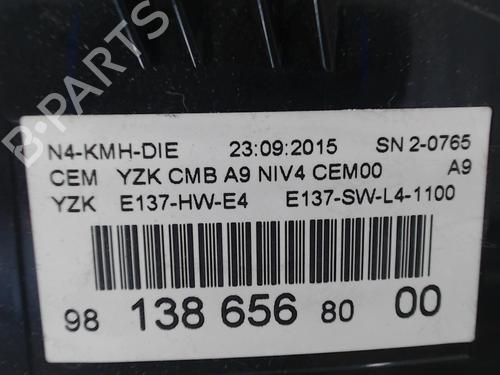 B-PARTS
N4-KMH-DIE 23:09:2015 SN 2-0765
CEM YZK CMB A9 NIV4 CEM00 A9
YZK E137-HW-E4 E137-SW-L4-1100
98 138 656 80 00